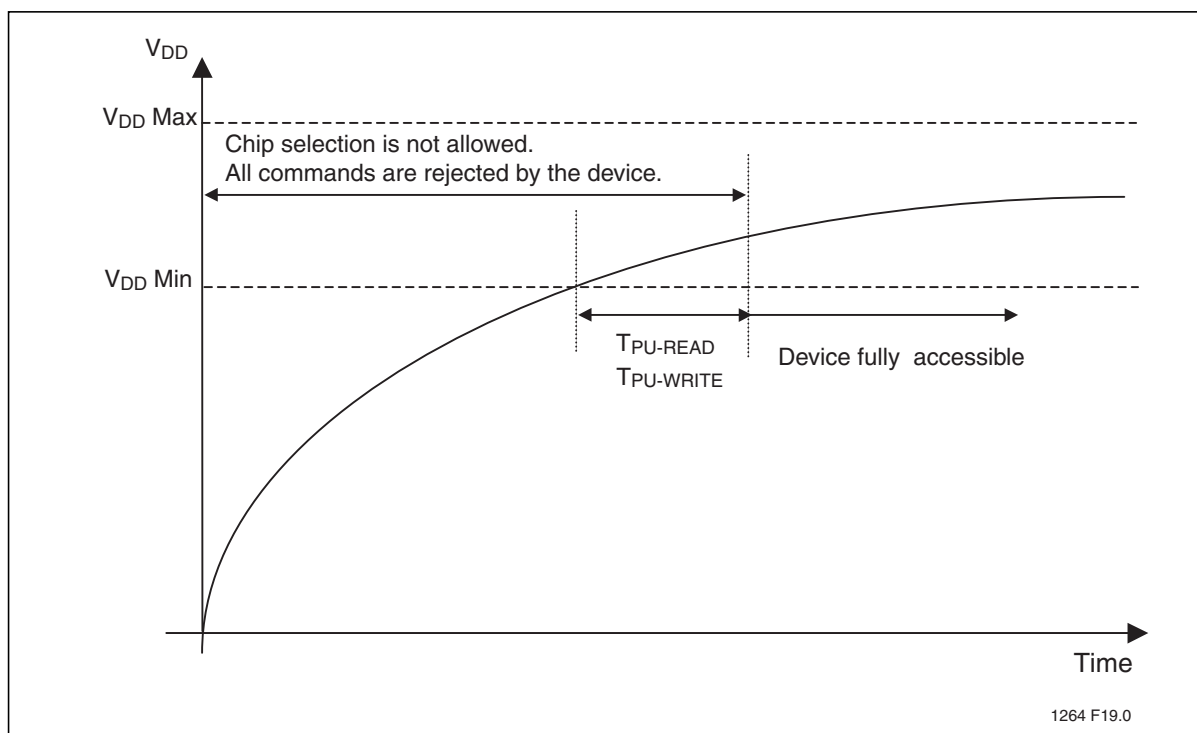 VDD
VDD Max
Chip selection is not allowed.
All commands are rejected by the device.
VDD Min
TPU-READ
TPU-WRITE
Device fully accessible
Time
1264 F19.0